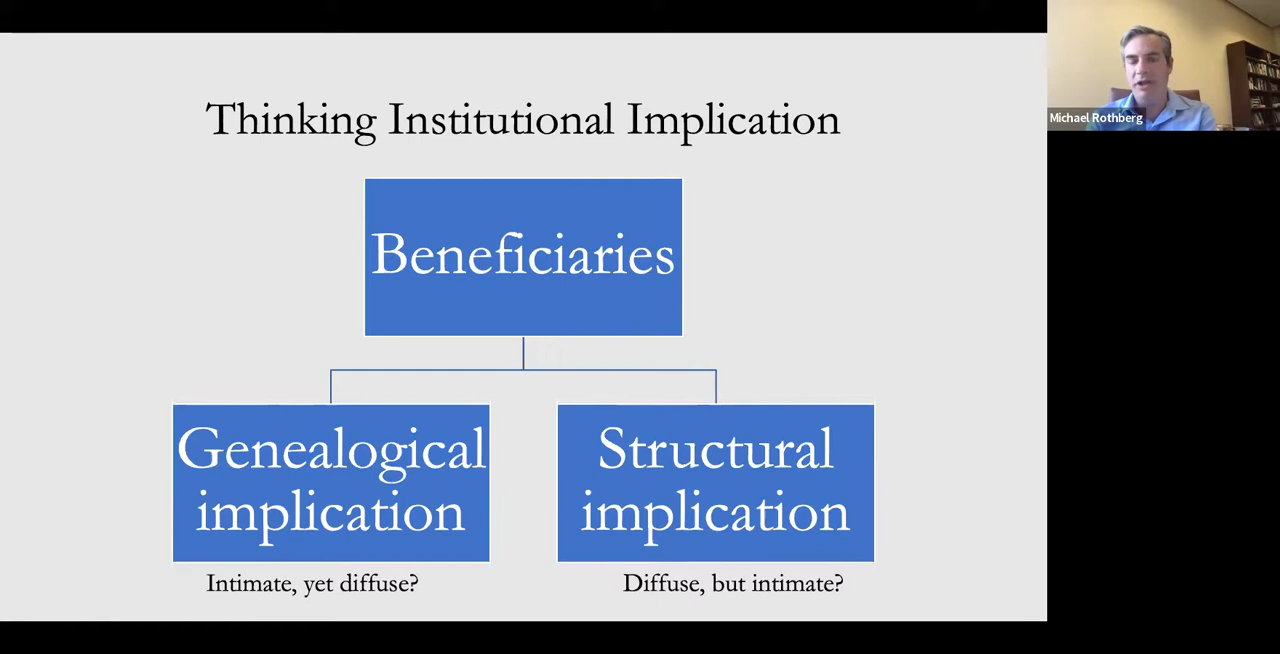 Thinking Institutional Implication
Beneficiaries
Genealogical
implication
Structural
implication
Intimate, yet diffuse?
Diffuse, but intimate?
Michael Rothberg